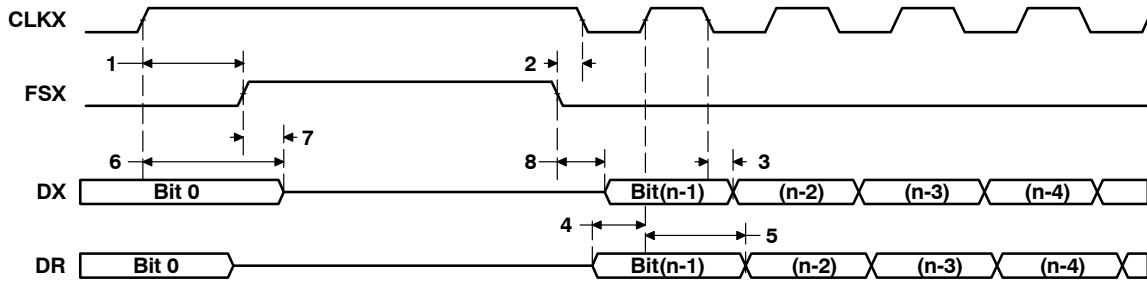 CLKX
1
2
FSX
7
6
8
3
DX
Bit 0
Bit(n-1)
(n-2)
(n-3)
(n-4)
4
5
DR
Bit 0
Bit(n-1)
(n-2)
(n-3)
(n-4)